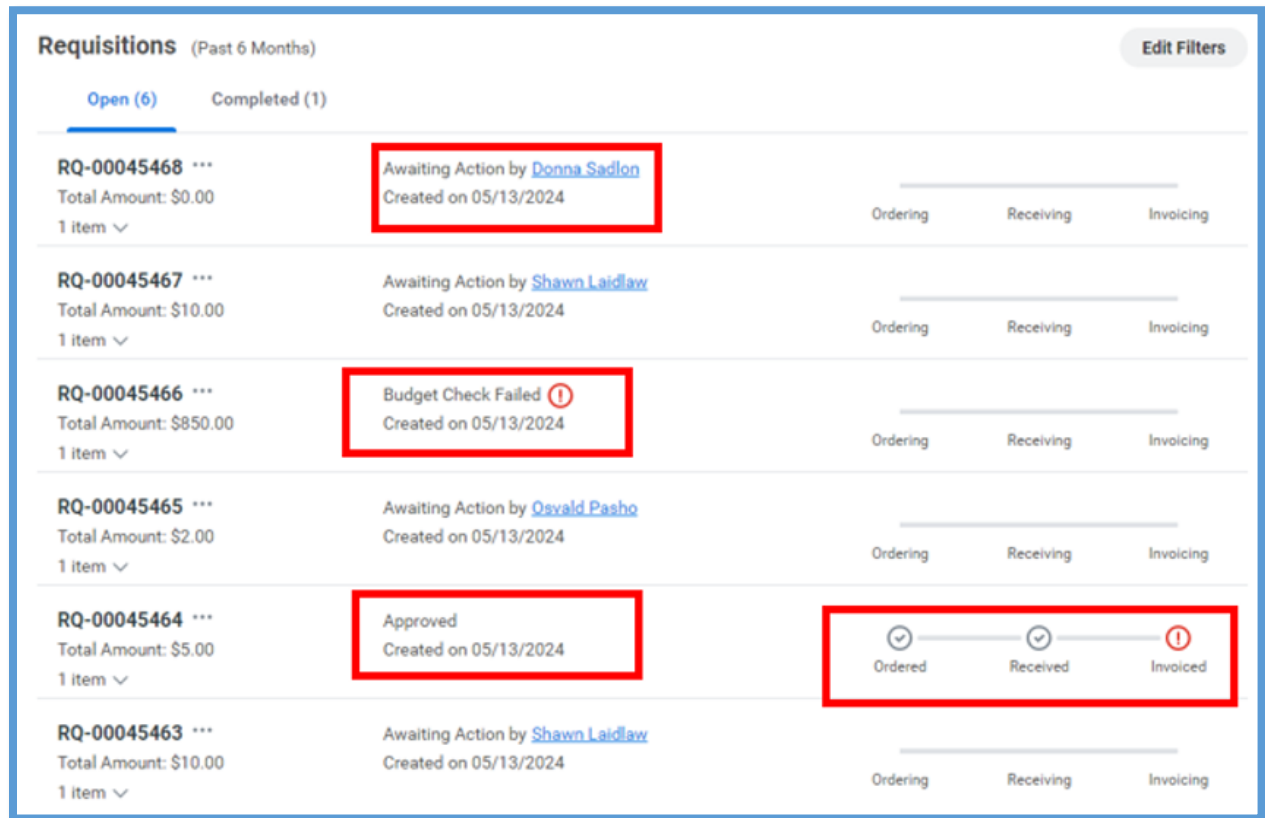 Requisitions (Past 6 Months)
Edit Filters
Open (6)
Completed (1)
RQ-00045468 ···
Total Amount: $0.00
1 item
Awaiting Action by Donna Sadlon
Created on 05/13/2024
Ordering
Receiving
Invoicing
RQ-00045467 ···
Total Amount: $10.00
1 item
Awaiting Action by Shawn Laidlaw
Created on 05/13/2024
Ordering
Receiving
Invoicing
RQ-00045466 ···
Total Amount: $850.00
1 item
Budget Check Failed
Created on 05/13/2024
Ordering
Receiving
Invoicing
RQ-00045465 ···
Total Amount: $2.00
1 item
Awaiting Action by Osvald Pasho
Created on 05/13/2024
Ordering
Receiving
Invoicing
RQ-00045464 ···
Total Amount: $5.00
1 item
Approved
Created on 05/13/2024
Ordered
Received
Invoiced
RQ-00045463 ···
Total Amount: $10.00
1 item
Awaiting Action by Shawn Laidlaw
Created on 05/13/2024
Ordering
Receiving
Invoicing